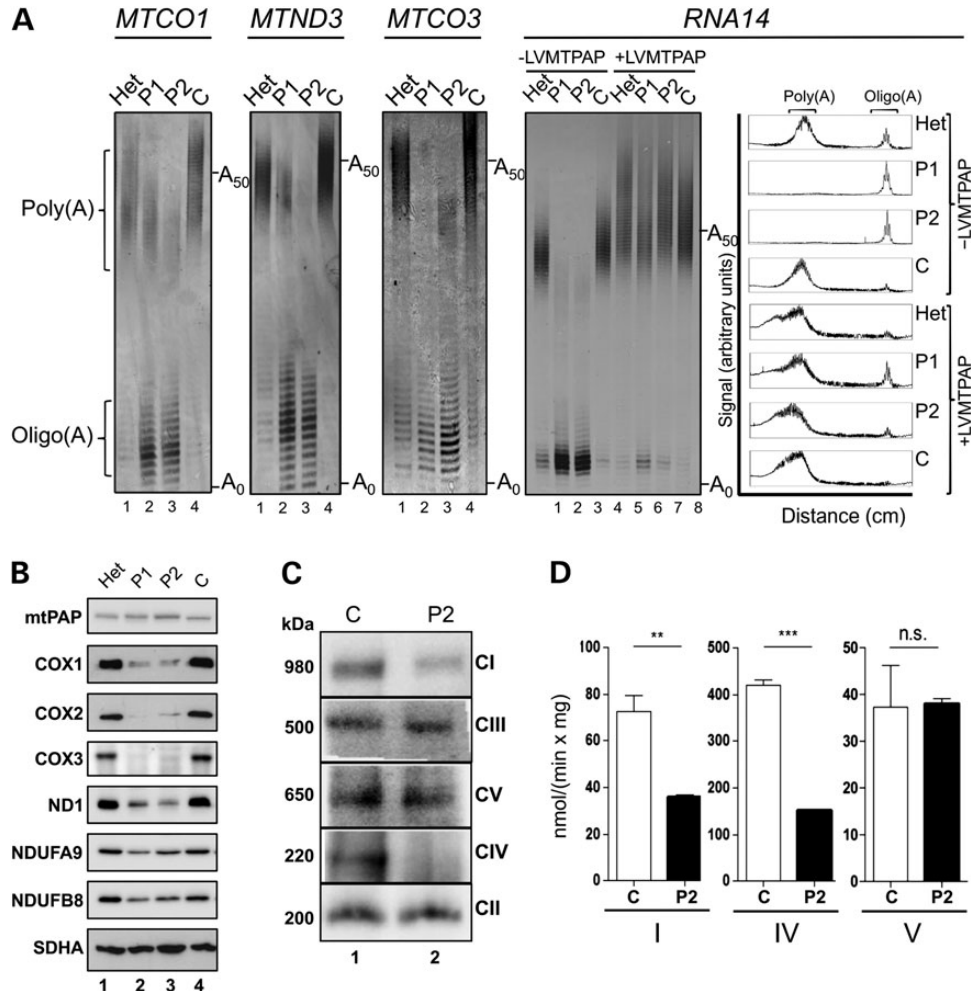 A
MTCO1 MTND3 MTCO3 RNA14
-LVMTPAP +LVMTPAP
Het P1 P2 C Het P1 P2 C Het P1 P2 C Het P1 P2 C Het P1 P2 C
Poly(A) Oligo(A)
Het
P1
P2
C
Het
P1
P2
C
–LVMTPAP
+LVMTPAP
Poly(A)
Oligo(A)
A50 A50 A50
A0 A0 A0
Signal (arbitrary units)
Distance (cm)
1 2 3 4 1 2 3 4 1 2 3 4 1 2 3 4 5 6 7 8
B
Het P1 P2 C
mtPAP
COX1
COX2
COX3
ND1
NDUFA9
NDUFB8
SDHA
1 2 3 4
C
kDa C P2
980 CI
500 CIII
650 CV
220 CIV
200 CII
1 2
D
nmol/(min x mg)
** *** n.s.
100
80
60
40
20
0
500
400
300
200
100
0
50
40
30
20
10
0
C P2 C P2 C P2
I IV V